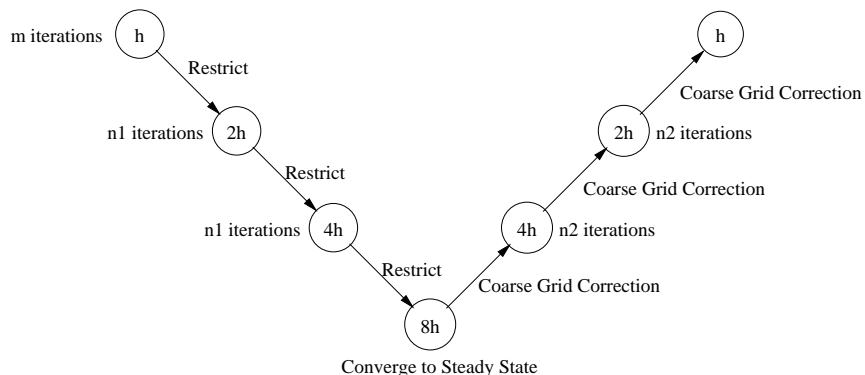 m iterations h h
Restrict Coarse Grid Correction
n1 iterations 2h 2h n2 iterations
Restrict Coarse Grid Correction
n1 iterations 4h 4h n2 iterations
Restrict Coarse Grid Correction
8h
Converge to Steady State